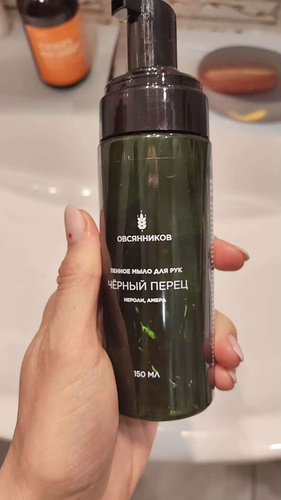 ОВСЯННИКОВ
ПЕННОЕ МЫЛО ДЛЯ РУК
ЧЁРНЫЙ ПЕРЕЦ
НЕРОЛИ, АМБРА
150 МЛ